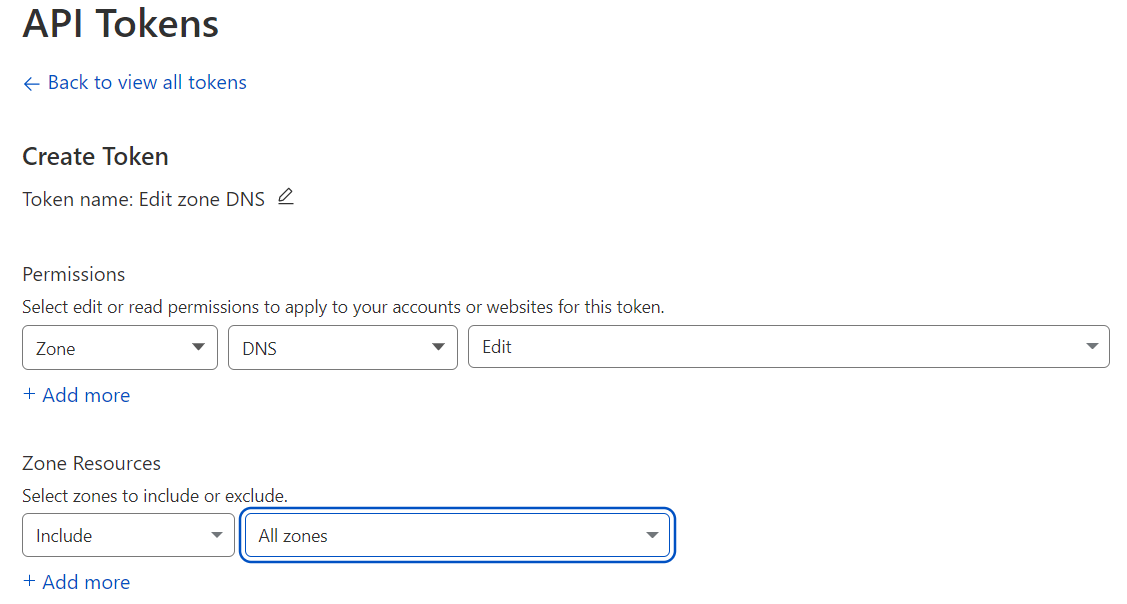 API Tokens
← Back to view all tokens
Create Token
Token name: Edit zone DNS
Permissions
Select edit or read permissions to apply to your accounts or websites for this token.
Zone DNS Edit
+ Add more
Zone Resources
Select zones to include or exclude.
Include All zones
+ Add more